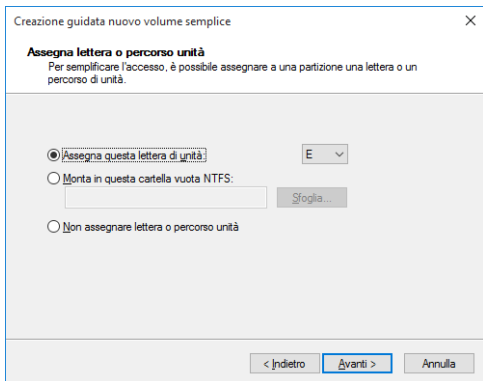 Creazione guidata nuovo volume semplice
Assegna lettera o percorso unità
Per semplificare l'accesso, è possibile assegnare a una partizione una lettera o un
percorso di unità.
Assegna questa lettera di unità: E
Monta in questa cartella vuota NTFS:
Sfoglia...
Non assegnare lettera o percorso unità
< Indietro Avanti > Annulla